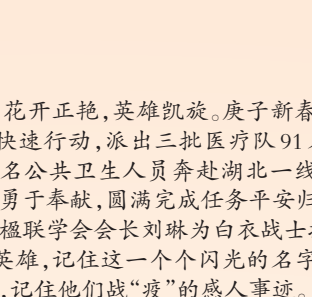 花开正艳,英雄凯旋。庚子新春
快速行动,派出三批医疗队91
名公共卫生人员奔赴湖北一线
勇于奉献,圆满完成任务平安归
楹联学会会长刘琳为白衣战士
英雄,记住这一个个闪光的名字
,记住他们战“疫”的感人事迹。